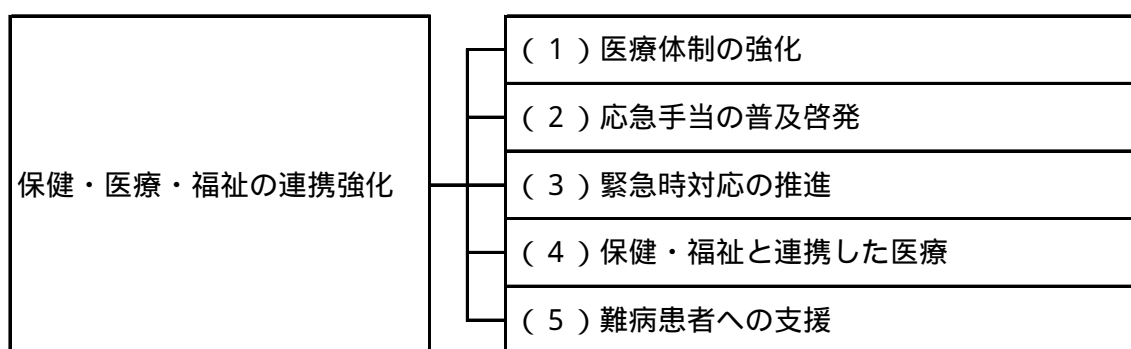 保健・医療・福祉の連携強化
（１）医療体制の強化
（２）応急手当の普及啓発
（３）緊急時対応の推進
（４）保健・福祉と連携した医療
（５）難病患者への支援